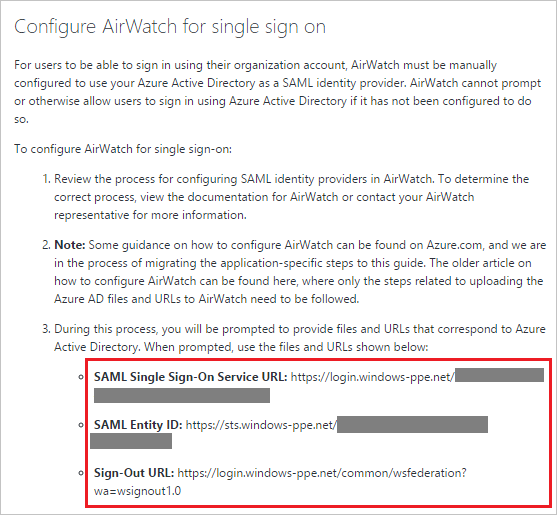 Configure AirWatch for single sign on
For users to be able to sign in using their organization account, AirWatch must be manually
configured to use your Azure Active Directory as a SAML identity provider. AirWatch cannot prompt
or otherwise allow users to sign in using Azure Active Directory if it has not been configured to do
so.
To configure AirWatch for single sign-on:
1. Review the process for configuring SAML identity providers in AirWatch. To determine the
correct process, view the documentation for AirWatch or contact your AirWatch
representative for more information.
2. Note: Some guidance on how to configure AirWatch can be found on Azure.com, and we are
in the process of migrating the application-specific steps to this guide. The older article on
how to configure AirWatch can be found here, where only the steps related to uploading the
Azure AD files and URLs to AirWatch need to be followed.
3. During this process, you will be prompted to provide files and URLs that correspond to Azure
Active Directory. When prompted, use the files and URLs shown below:
SAML Single Sign-On Service URL: https://login.windows-ppe.net/
SAML Entity ID: https://sts.windows-ppe.net/
Sign-Out URL: https://login.windows-ppe.net/common/wsfederation?
wa=wsignout1.0